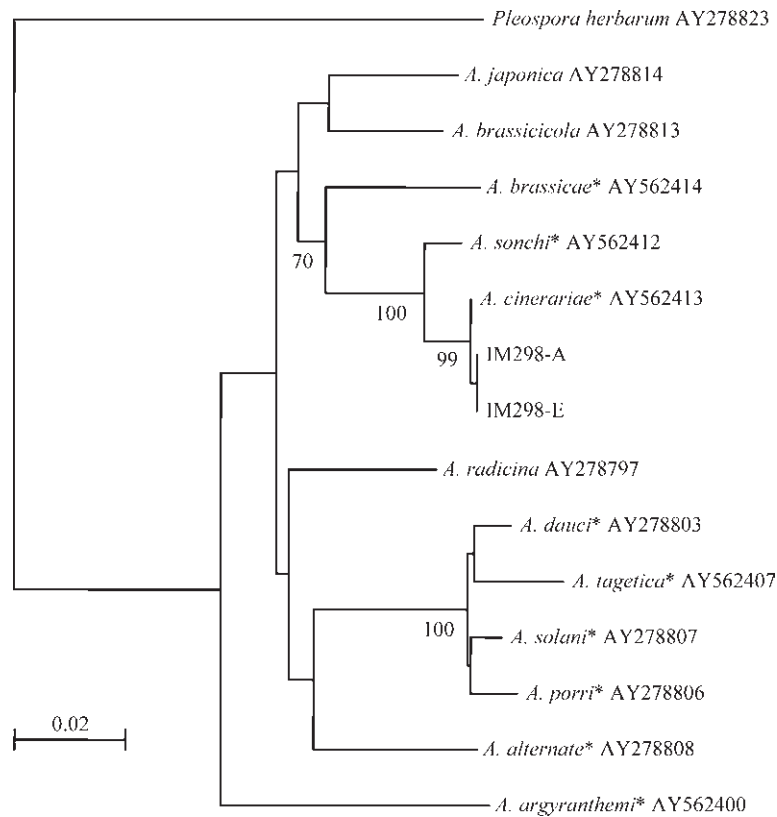 Pleospora herbarum AY278823
A. japonica AY278814
A. brassicicola AY278813
A. brassicae* AY562414
A. sonchi* AY562412
70
A. cinerariae* AY562413
100
99
IM298-A
IM298-E
A. radicina AY278797
A. dauci* AY278803
A. tagetica* AY562407
100
A. solani* AY278807
A. porri* AY278806
0.02
A. alternate* AY278808
A. argyranthemi* AY562400